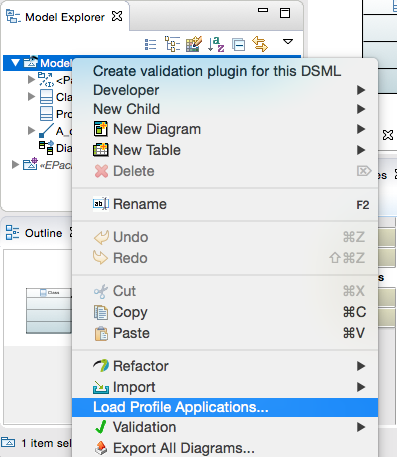 Model Explorer
Model
<Pa
Cla
Pro
A_
Dia
«EPac
Create validation plugin for this DSML
Developer
New Child
New Diagram
New Table
Delete
Rename F2
Undo ⌘Z
Redo ⇧⌘Z
Cut ⌘X
Copy ⌘C
Paste ⌘V
Refactor
Import
Load Profile Applications...
Validation
Export All Diagrams...
Outline
Class
1 item sel
es
s